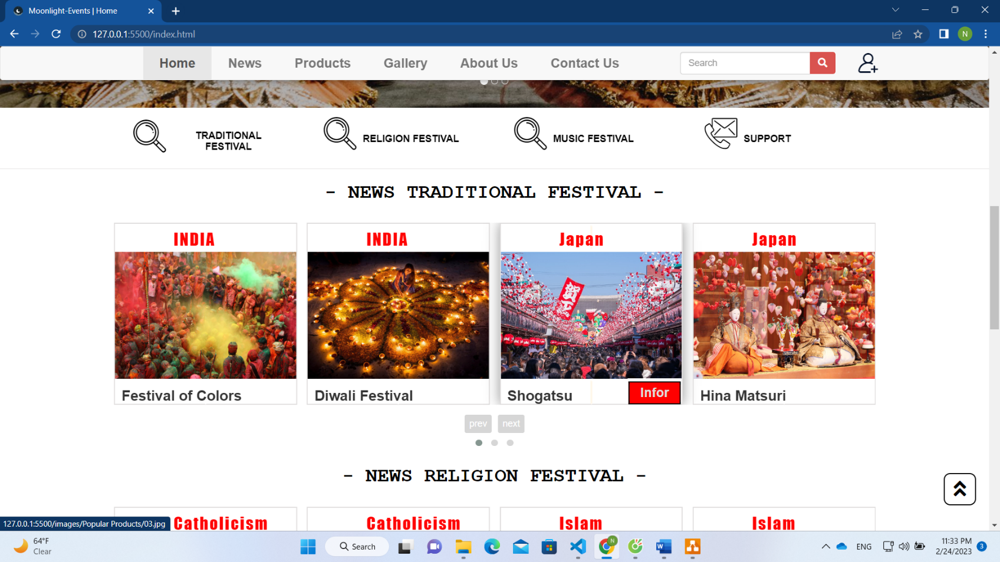 Moonlight-Events | Home
127.0.0.1:5500/index.html
N
Home News Products Gallery About Us Contact Us Search
TRADITIONAL
FESTIVAL
RELIGION FESTIVAL
MUSIC FESTIVAL
SUPPORT
- NEWS TRADITIONAL FESTIVAL -
INDIA INDIA Japan Japan
賀正
Festival of Colors Diwali Festival Shogatsu Infor Hina Matsuri
prev next
- NEWS RELIGION FESTIVAL -
Catholicism Catholicism Islam Islam
127.0.0.1:5500/images/Popular Products/03.jpg
64°F
Clear
Search
N
W
ENG
11:33 PM
2/24/2023
3